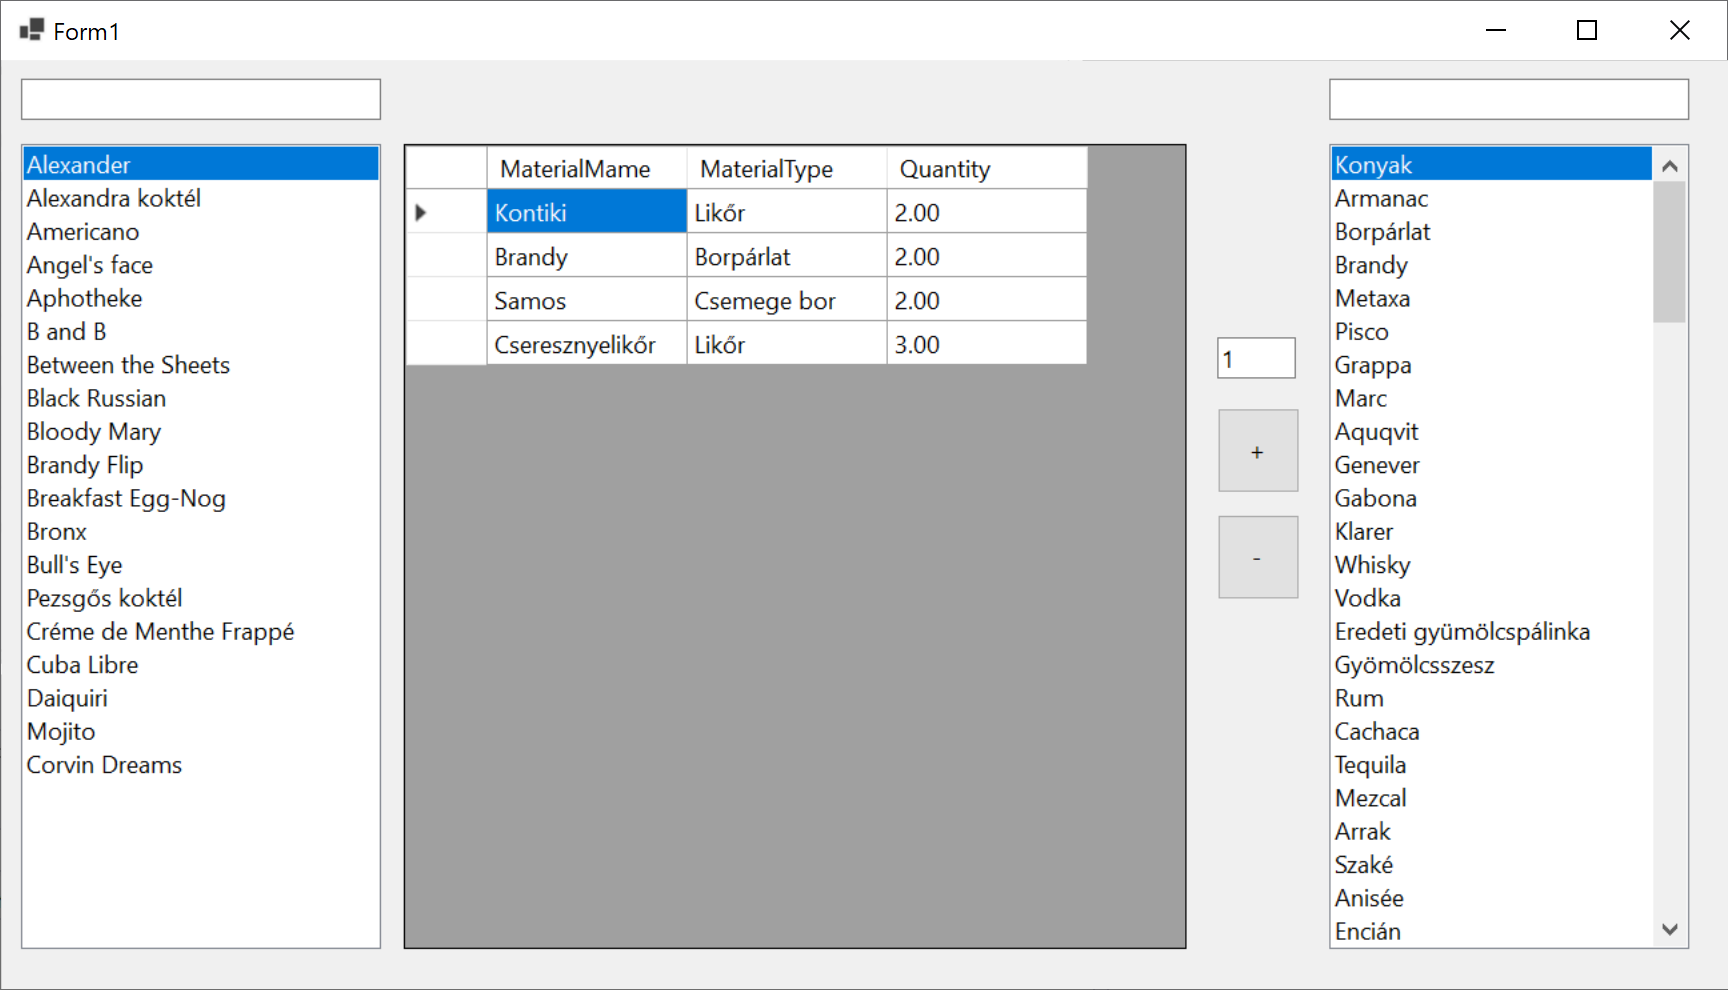 Form1
Alexander
Alexandra koktél
Americano
Angel's face
Aphotheke
B and B
Between the Sheets
Black Russian
Bloody Mary
Brandy Flip
Breakfast Egg-Nog
Bronx
Bull's Eye
Pezsgős koktél
Créme de Menthe Frappé
Cuba Libre
Daiquiri
Mojito
Corvin Dreams
MaterialMame MaterialType Quantity
Kontiki Likőr 2.00
Brandy Borpárlat 2.00
Samos Csemege bor 2.00
Cseresznyelikőr Likőr 3.00
1
+
-
Konyak
Armanac
Borpárlat
Brandy
Metaxa
Pisco
Grappa
Marc
Aquqvit
Genever
Gabona
Klarer
Whisky
Vodka
Eredeti gyümölcspálinka
Gyömölcsszesz
Rum
Cachaca
Tequila
Mezcal
Arrak
Szaké
Anisée
Encián